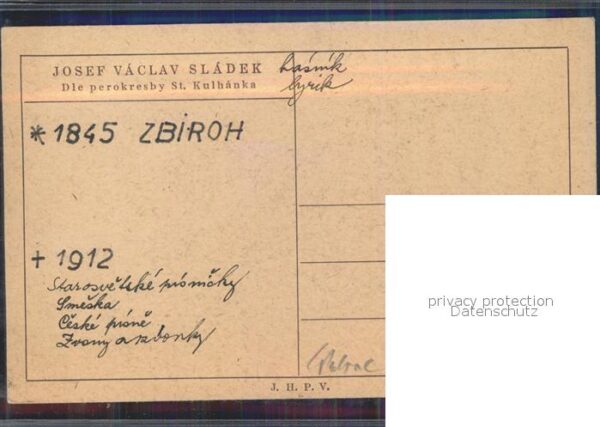 JOSEF VÁCLAV SLÁDEK
Dle perokresby St. Kulhánka
básník
lyrik
* 1845 ZBIROH
+ 1912
Starosvětské písničky
Směska
České písně
Zvony a zvonky
J. H. P. V.
privacy protection
Datenschutz